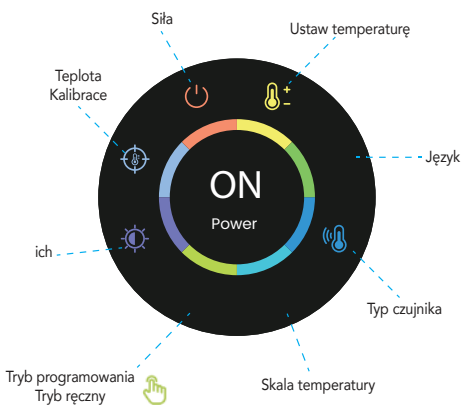 Siła
Ustaw temperaturę
Teplota
Kalibrace
Język
ON
Power
ich
Typ czujnika
Tryb programowania
Tryb ręczny
Skala temperatury